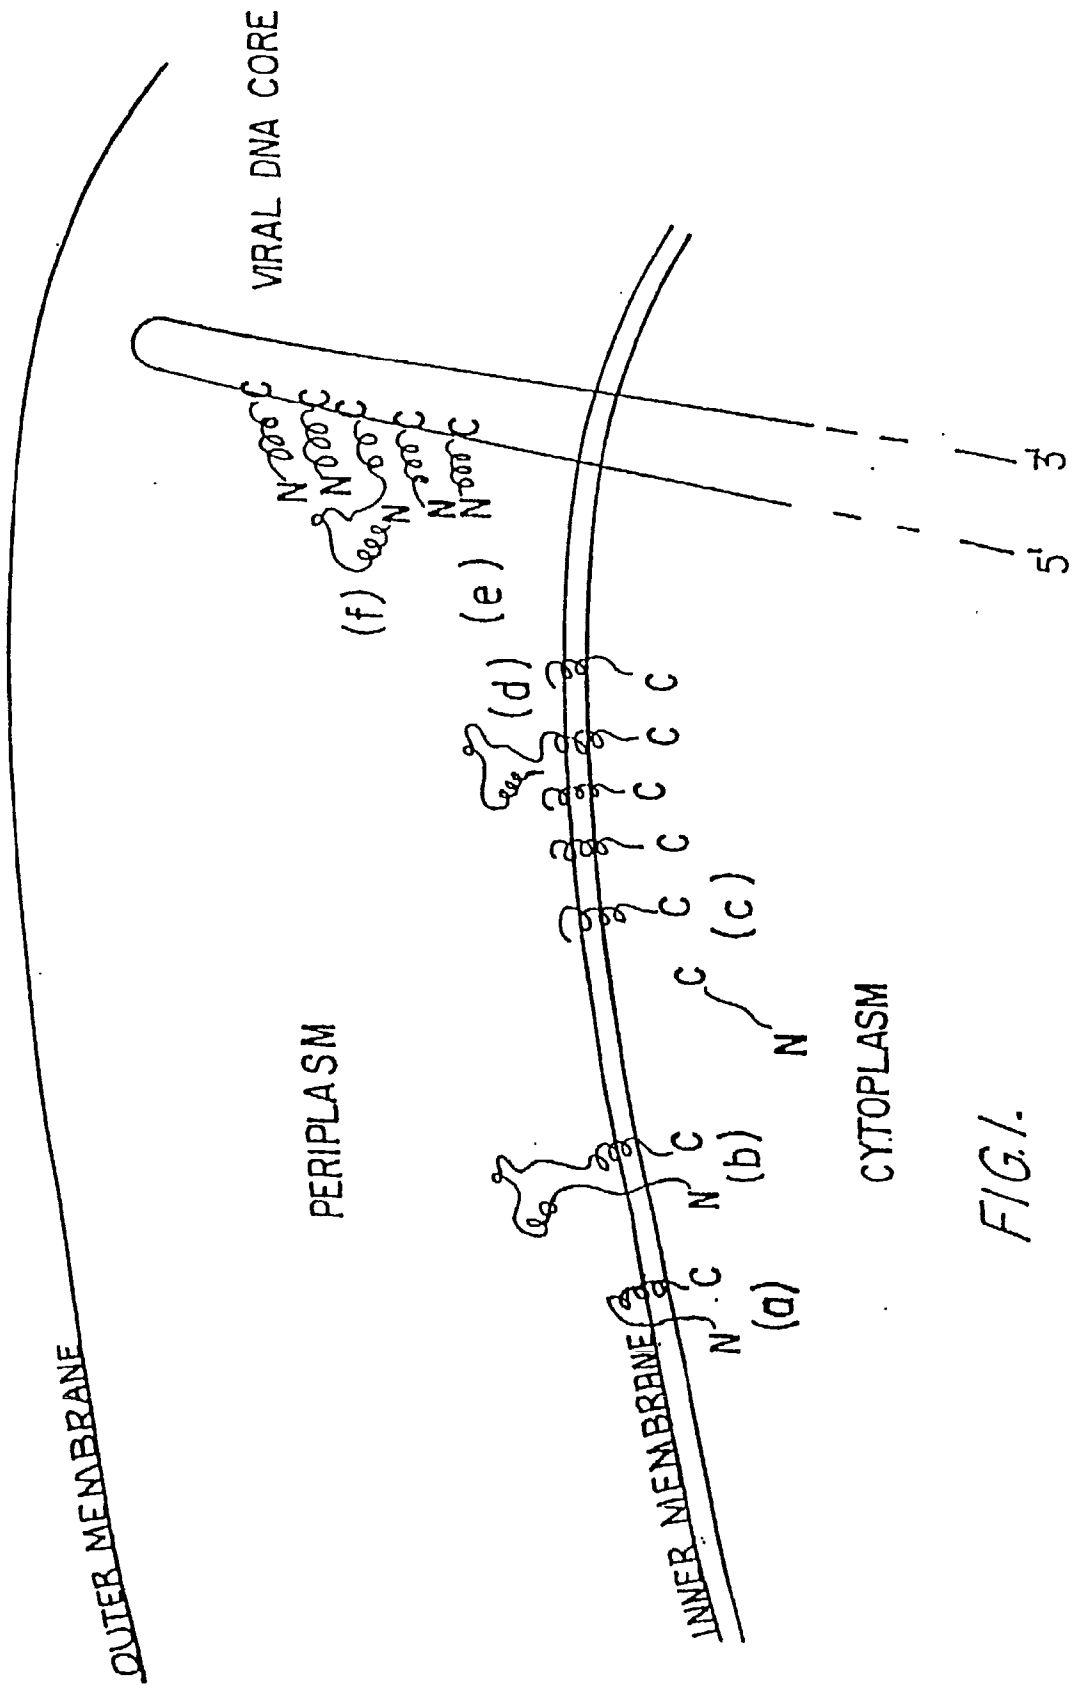 OUTER MEMBRANE
VIRAL DNA CORE
PERIPLASM
N C
N C
C
N
N C
N C
(f)
(e)
(d)
INNER MEMBRANE
N C
(a)
N C
(b)
C
N
C C C C C
(c)
CYTOPLASM
5'
3'
FIG.1.